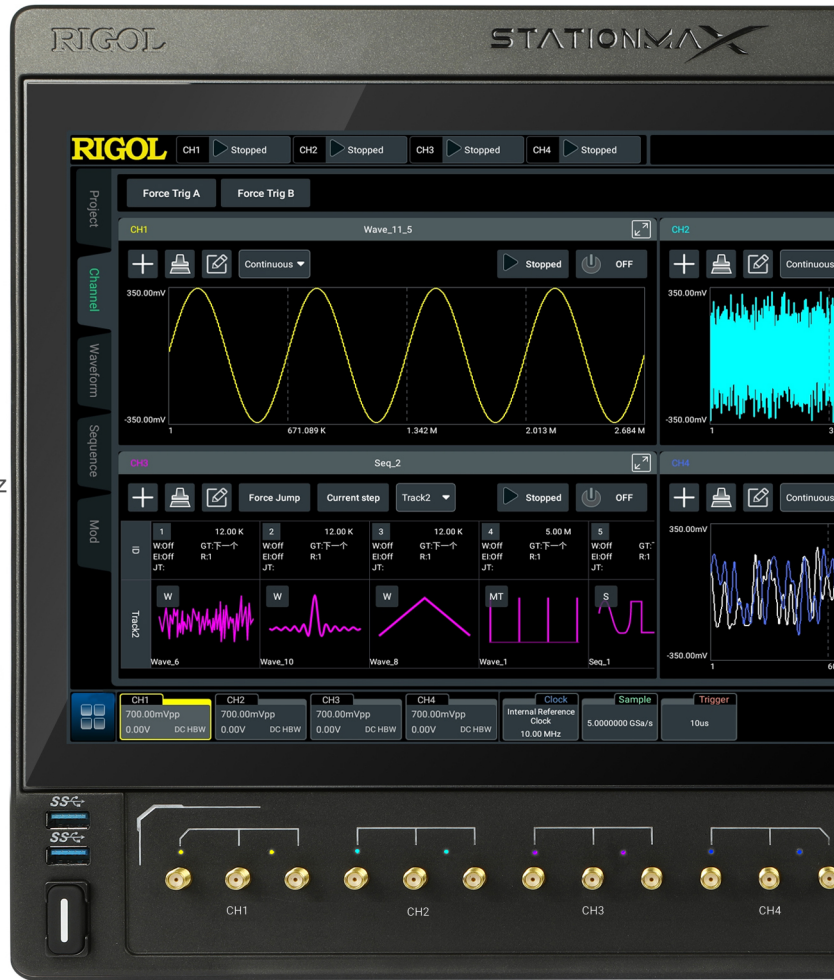 RIGOL STATIONMAX
RIGOL CH1 Stopped CH2 Stopped CH3 Stopped CH4 Stopped
Project
Channel
Waveform
Sequence
Mod
Force Trig A Force Trig B
CH1 Wave_11_5
Continuous Stopped OFF
350.00mV
-350.00mV
1 671.089 K 1.342 M 2.013 M 2.684 M
CH2
Continuous
350.00mV
-350.00mV
1 3
z
CH3 Seq_2
Force Jump Current step Track2 Stopped OFF
ID
1 12.00 K 2 12.00 K 3 12.00 K 4 5.00 M 5
W:Off GT:下一个 W:Off GT:下一个 W:Off GT:下一个 W:Off GT:下一个 W:Off GT:
EI:Off R:1 EI:Off R:1 EI:Off R:1 EI:Off R:1 EI:Off R:1
JT: JT: JT: JT: JT:
Track2
W W W MT S
Wave_6 Wave_10 Wave_8 Wave_1 Seq_1
CH4
Continuous
350.00mV
-350.00mV
1 60
CH1 CH2 CH3 CH4 Clock Sample Trigger
700.00mVpp 700.00mVpp 700.00mVpp 700.00mVpp
0.00V DC HBW 0.00V DC HBW 0.00V DC HBW 0.00V DC HBW
Internal Reference
Clock
10.00 MHz
5.0000000 GSa/s
10us
SS
SS
CH1 CH2 CH3 CH4